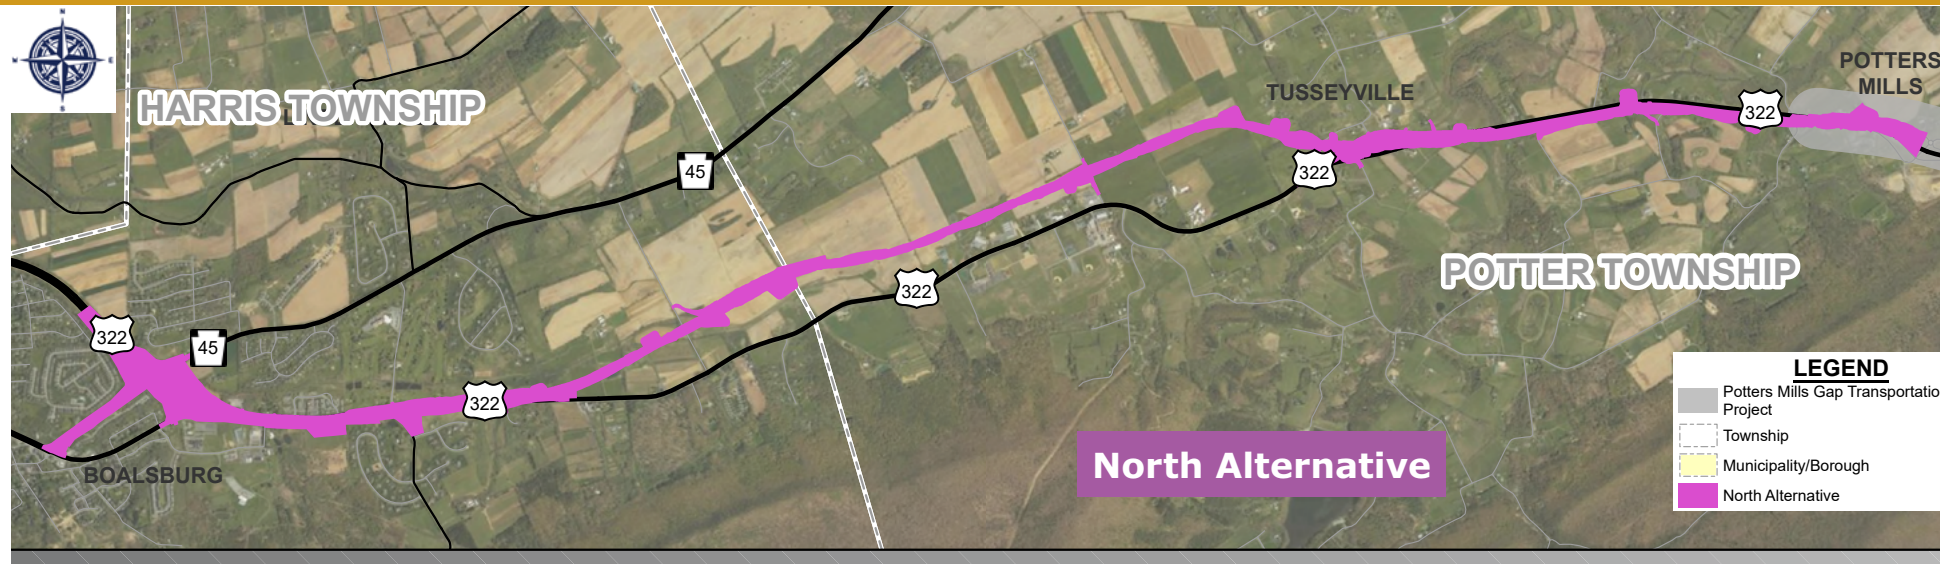 N
HARRIS TOWNSHIP
POTTERS
MILLS
TUSSEYVILLE
322
45
322
POTTER TOWNSHIP
322
322
45
322
BOALSBURG
North Alternative
LEGEND
Potters Mills Gap Transportatio
Project
Township
Municipality/Borough
North Alternative